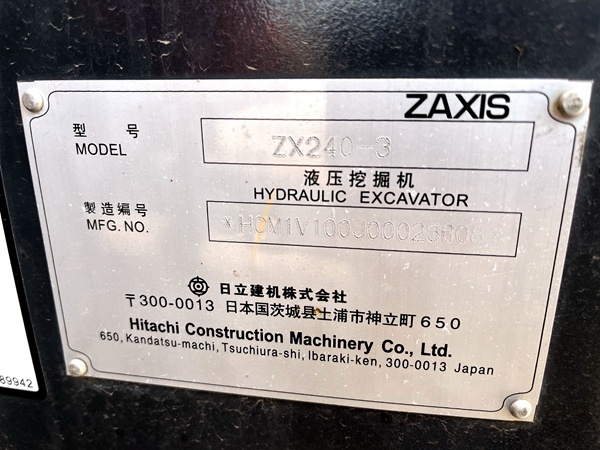 ZAXIS
型 号
MODEL
ZX240-3
液压挖掘机
HYDRAULIC EXCAVATOR
製造編号
MFG. NO.
日立建机株式会社
〒300-0013 日本国茨城县土浦市神立町650
Hitachi Construction Machinery Co., Ltd.
650, Kandatsu-machi, Tsuchiura-shi, Ibaraki-ken, 300-0013 Japan
89942